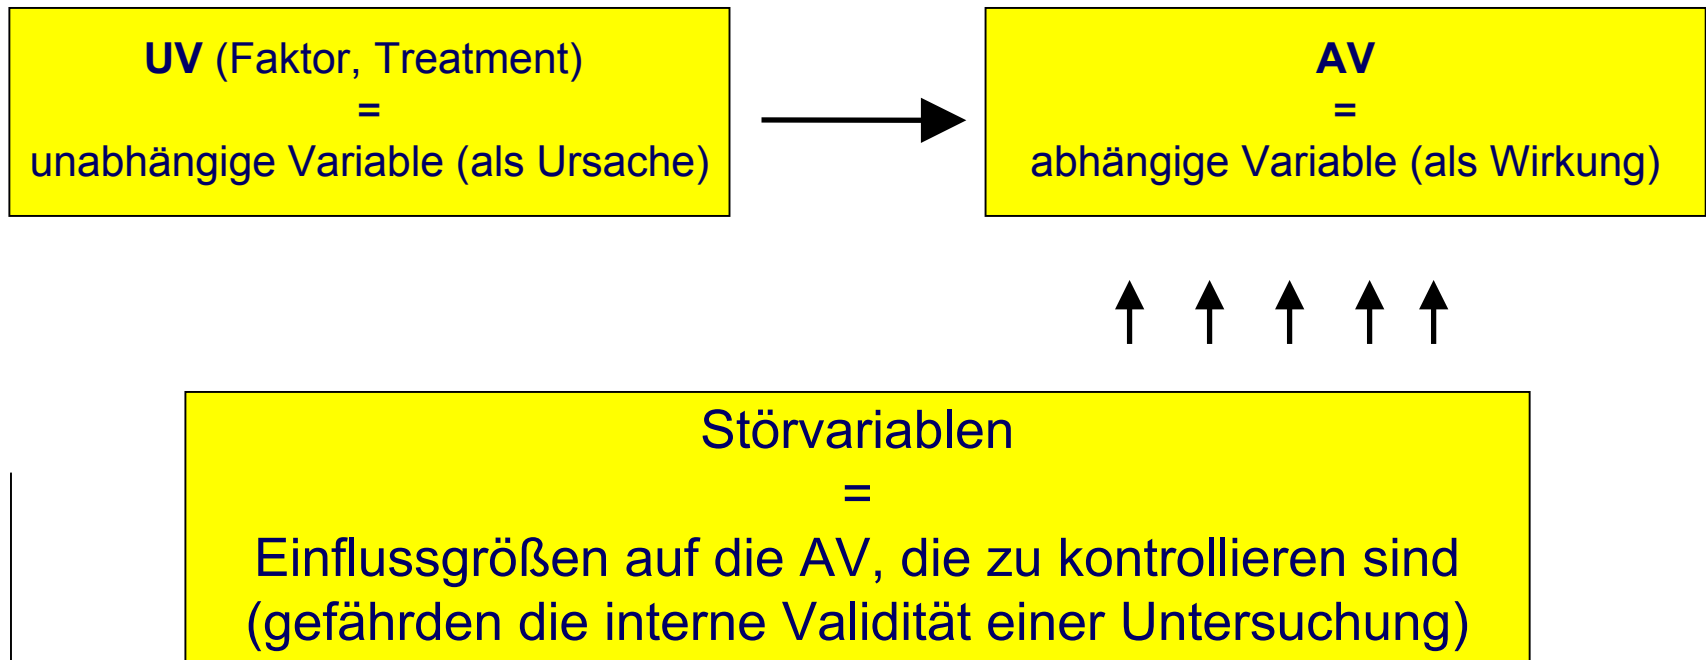 UV (Faktor, Treatment)
=
unabhängige Variable (als Ursache)
AV
=
abhängige Variable (als Wirkung)
Störvariablen
=
Einflussgrößen auf die AV, die zu kontrollieren sind
(gefährden die interne Validität einer Untersuchung)